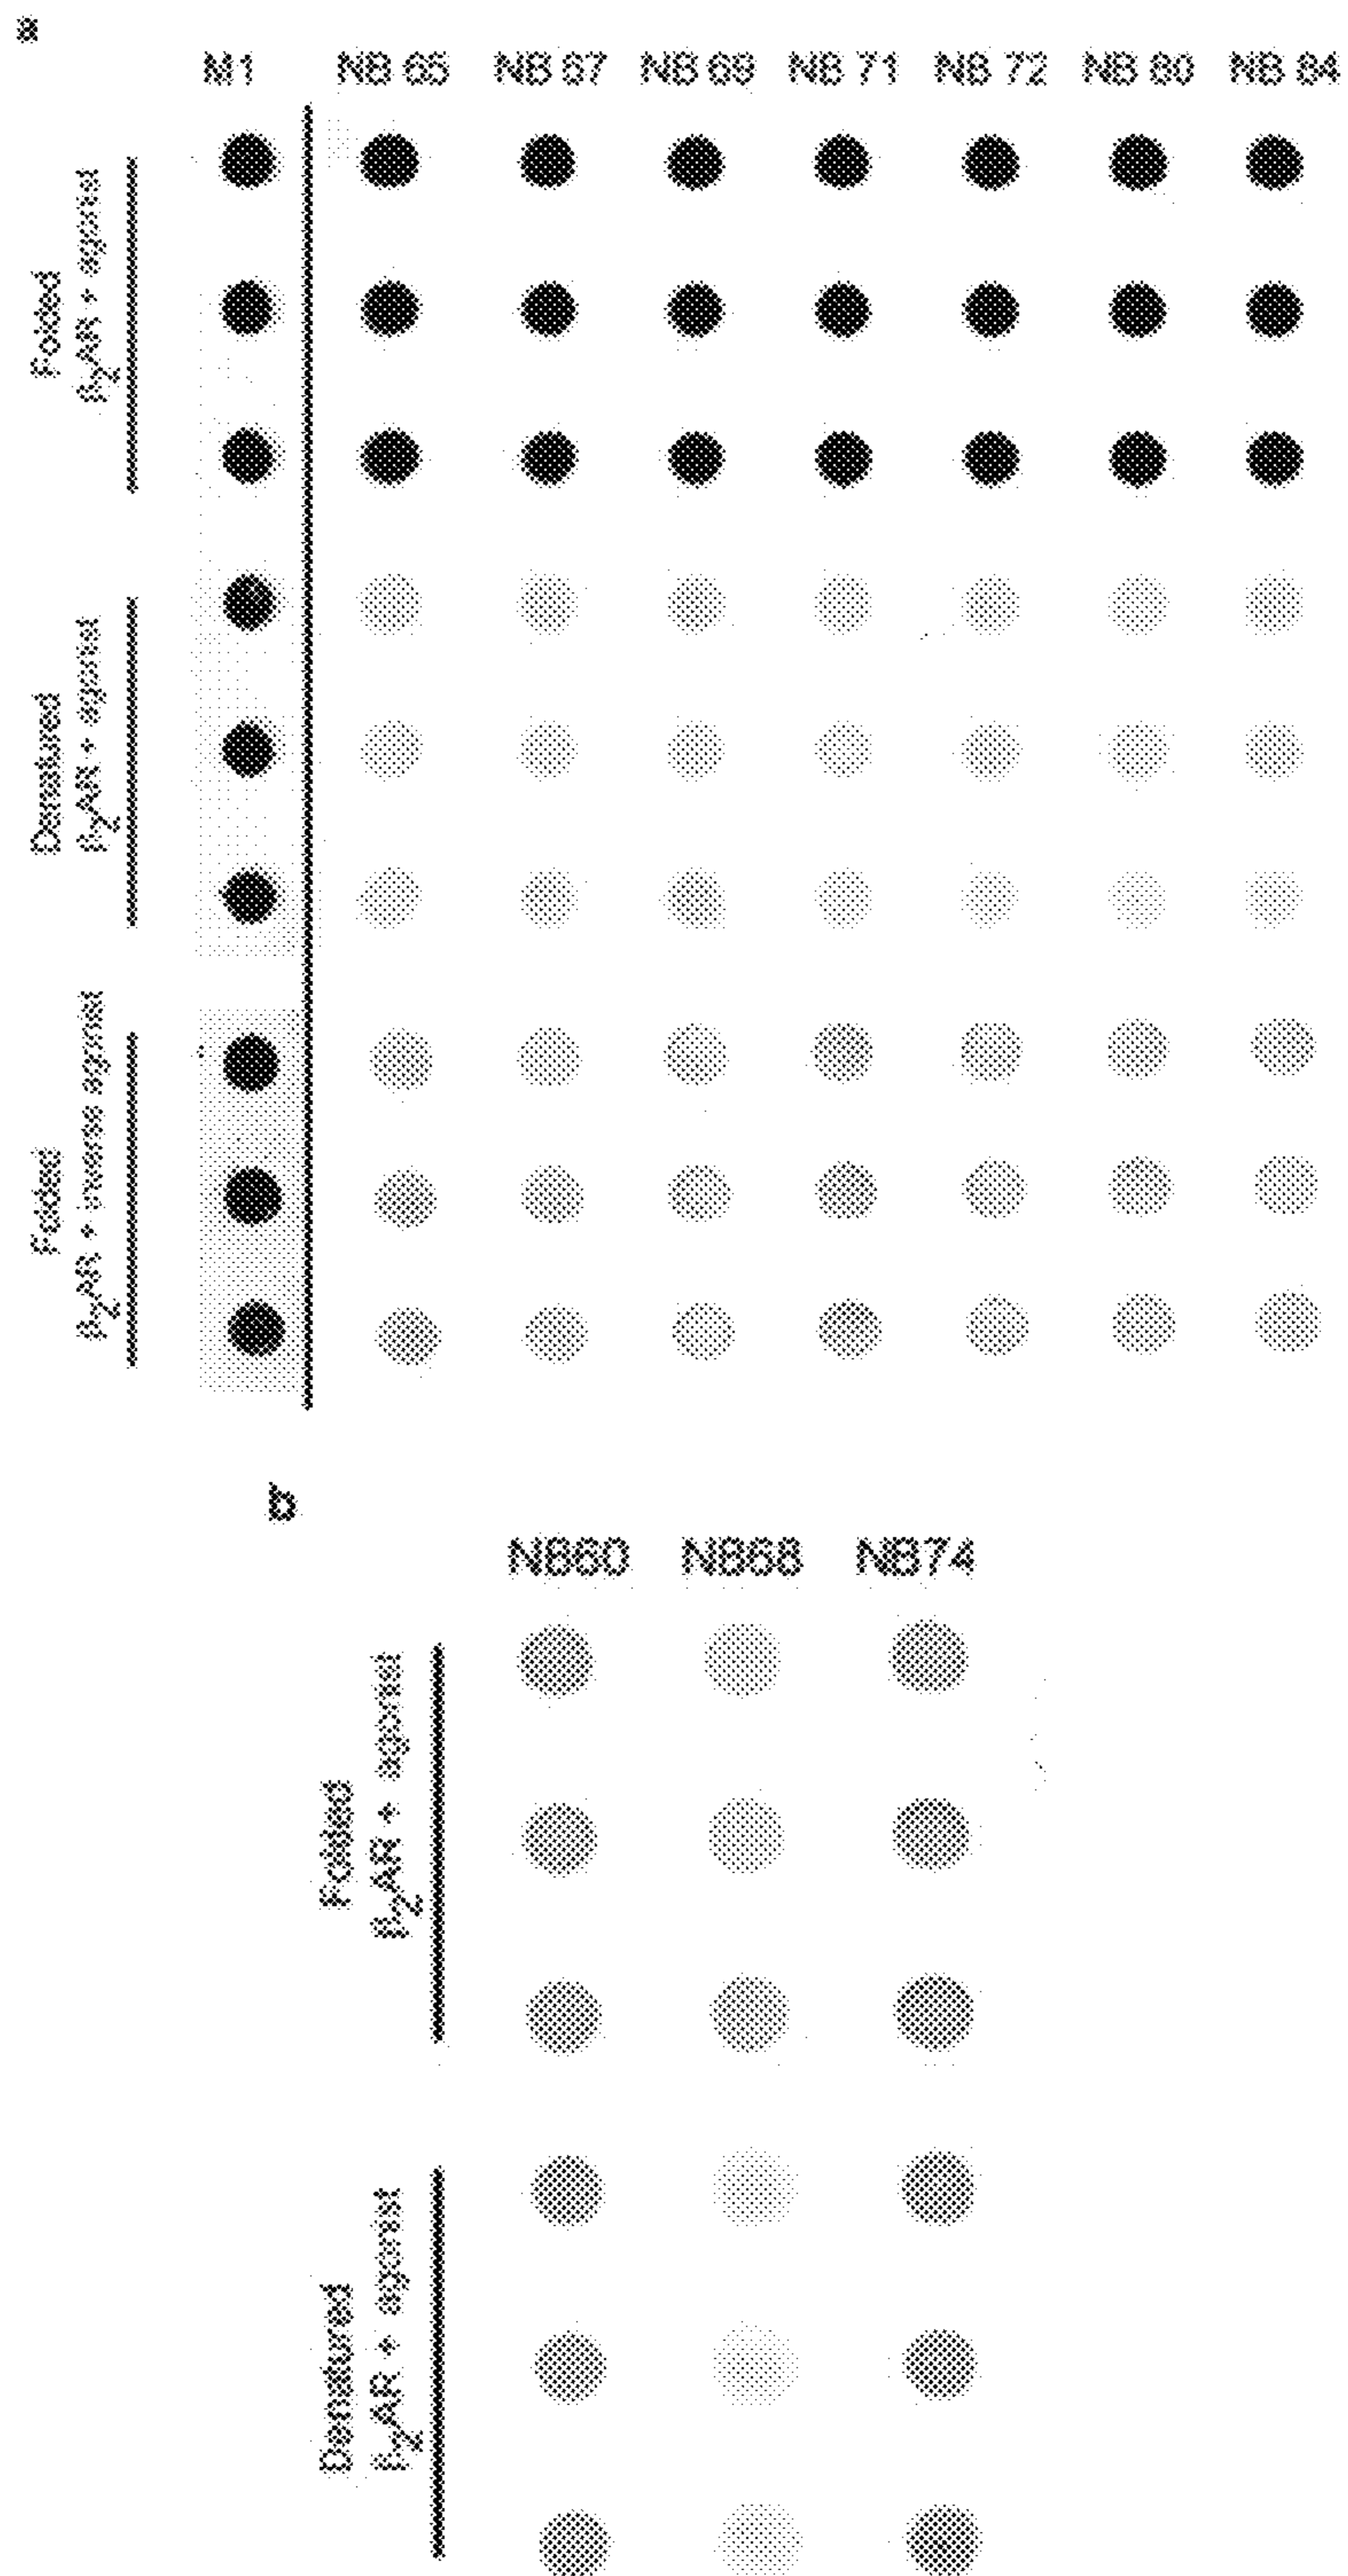 a
M1 NB 65 NB 67 NB 69 NB 71 NB 72 NB 80 NB 84
Folded
β₂AR + agonist
Denatured
β₂AR + agonist
Folded
β₂AR + inverse agonist
b
NB60 NB68 NB74
Folded
β₂AR + agonist
Denatured
β₂AR + agonist